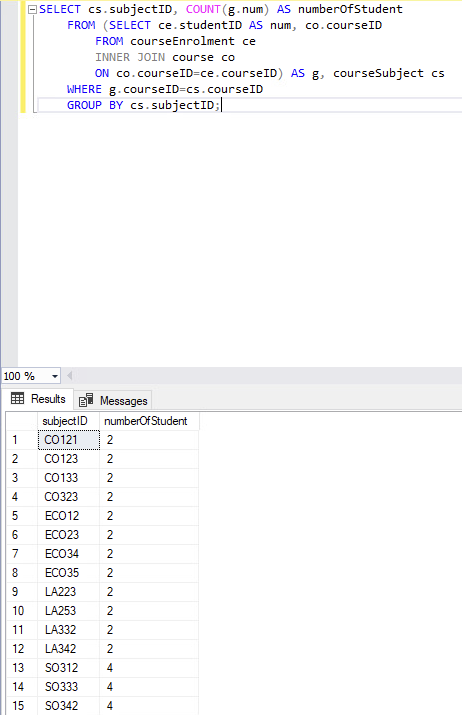 SELECT cs.subjectID, COUNT(g.num) AS numberOfStudent
FROM (SELECT ce.studentID AS num, co.courseID
FROM courseEnrolment ce
INNER JOIN course co
ON co.courseID=ce.courseID) AS g, courseSubject cs
WHERE g.courseID=cs.courseID
GROUP BY cs.subjectID;
100 %
Results Messages
subjectID numberOfStudent
1 CO121 2
2 CO123 2
3 CO133 2
4 CO323 2
5 ECO12 2
6 ECO23 2
7 ECO34 2
8 ECO35 2
9 LA223 2
10 LA253 2
11 LA332 2
12 LA342 2
13 SO312 4
14 SO333 4
15 SO342 4